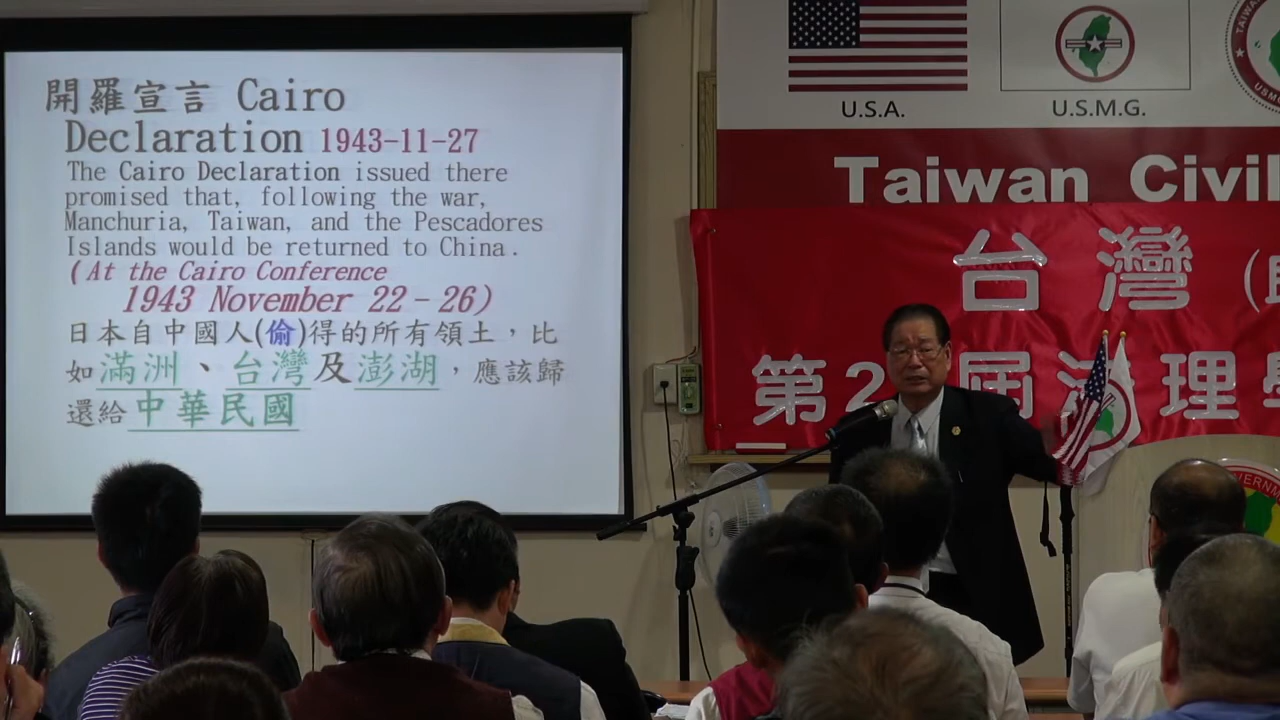 開羅宣言 Cairo
Declaration 1943-11-27
The Cairo Declaration issued there
promised that, following the war,
Manchuria, Taiwan, and the Pescadores
Islands would be returned to China.
(At the Cairo Conference
1943 November 22-26)
日本自中國人(偷)得的所有領土，比
如滿洲、台灣及澎湖，應該歸
還給中華民國
U.S.A.
U.S.M.G.
Taiwan Civil
台灣
第2 屆法理學